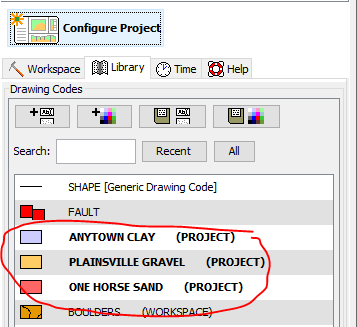 Configure Project
Workspace Library Time Help
Drawing Codes
Search: Recent All
SHAPE [Generic Drawing Code]
FAULT
ANYTOWN CLAY (PROJECT)
PLAINSVILLE GRAVEL (PROJECT)
ONE HORSE SAND (PROJECT)
BOULDERS (WORKSPACE)